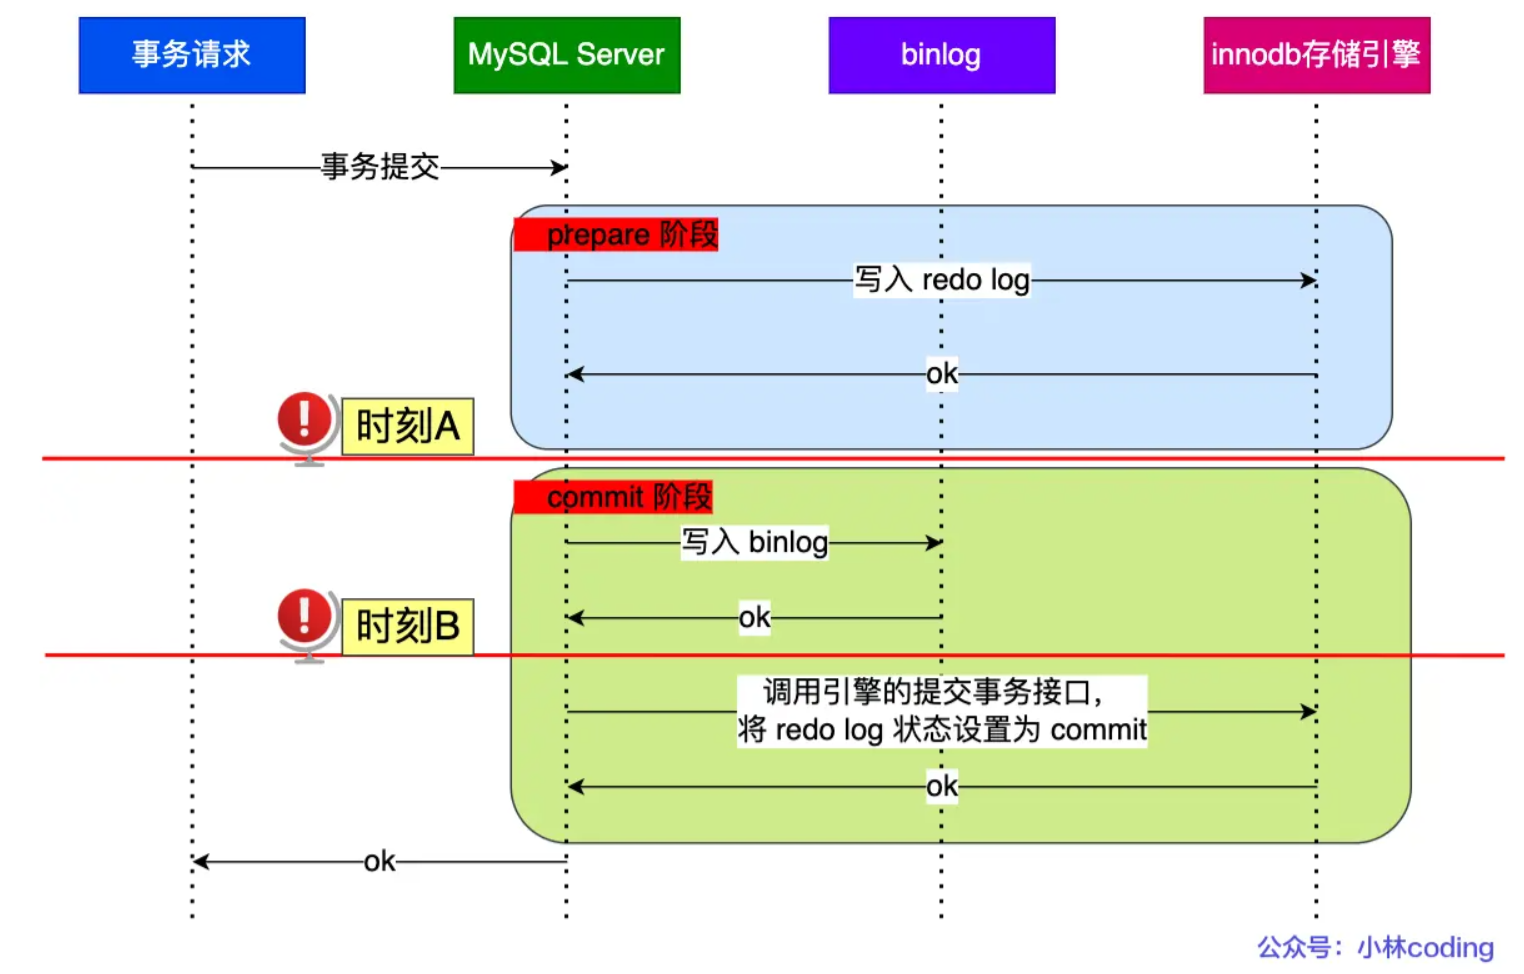 事务请求
MySQL Server
binlog
innodb存储引擎
事务提交
prepare 阶段
写入 redo log
ok
时刻A
commit 阶段
写入 binlog
ok
时刻B
调用引擎的提交事务接口，
将 redo log 状态设置为 commit
ok
ok
公众号：小林coding